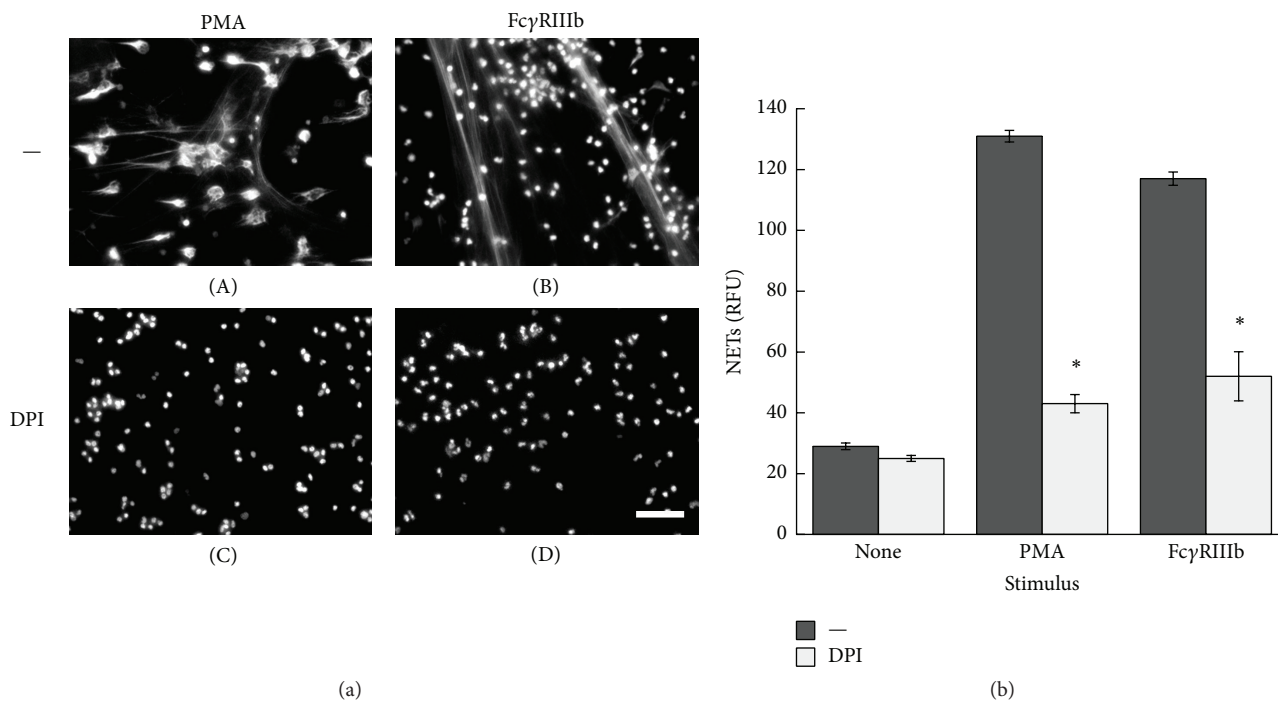 PMA
FcγRIIIb
—
(A)
(B)
DPI
(C)
(D)
(a)
NETs (RFU)
140
120
100
80
60
40
20
0
*
*
None
PMA
FcγRIIIb
Stimulus
—
DPI
(b)